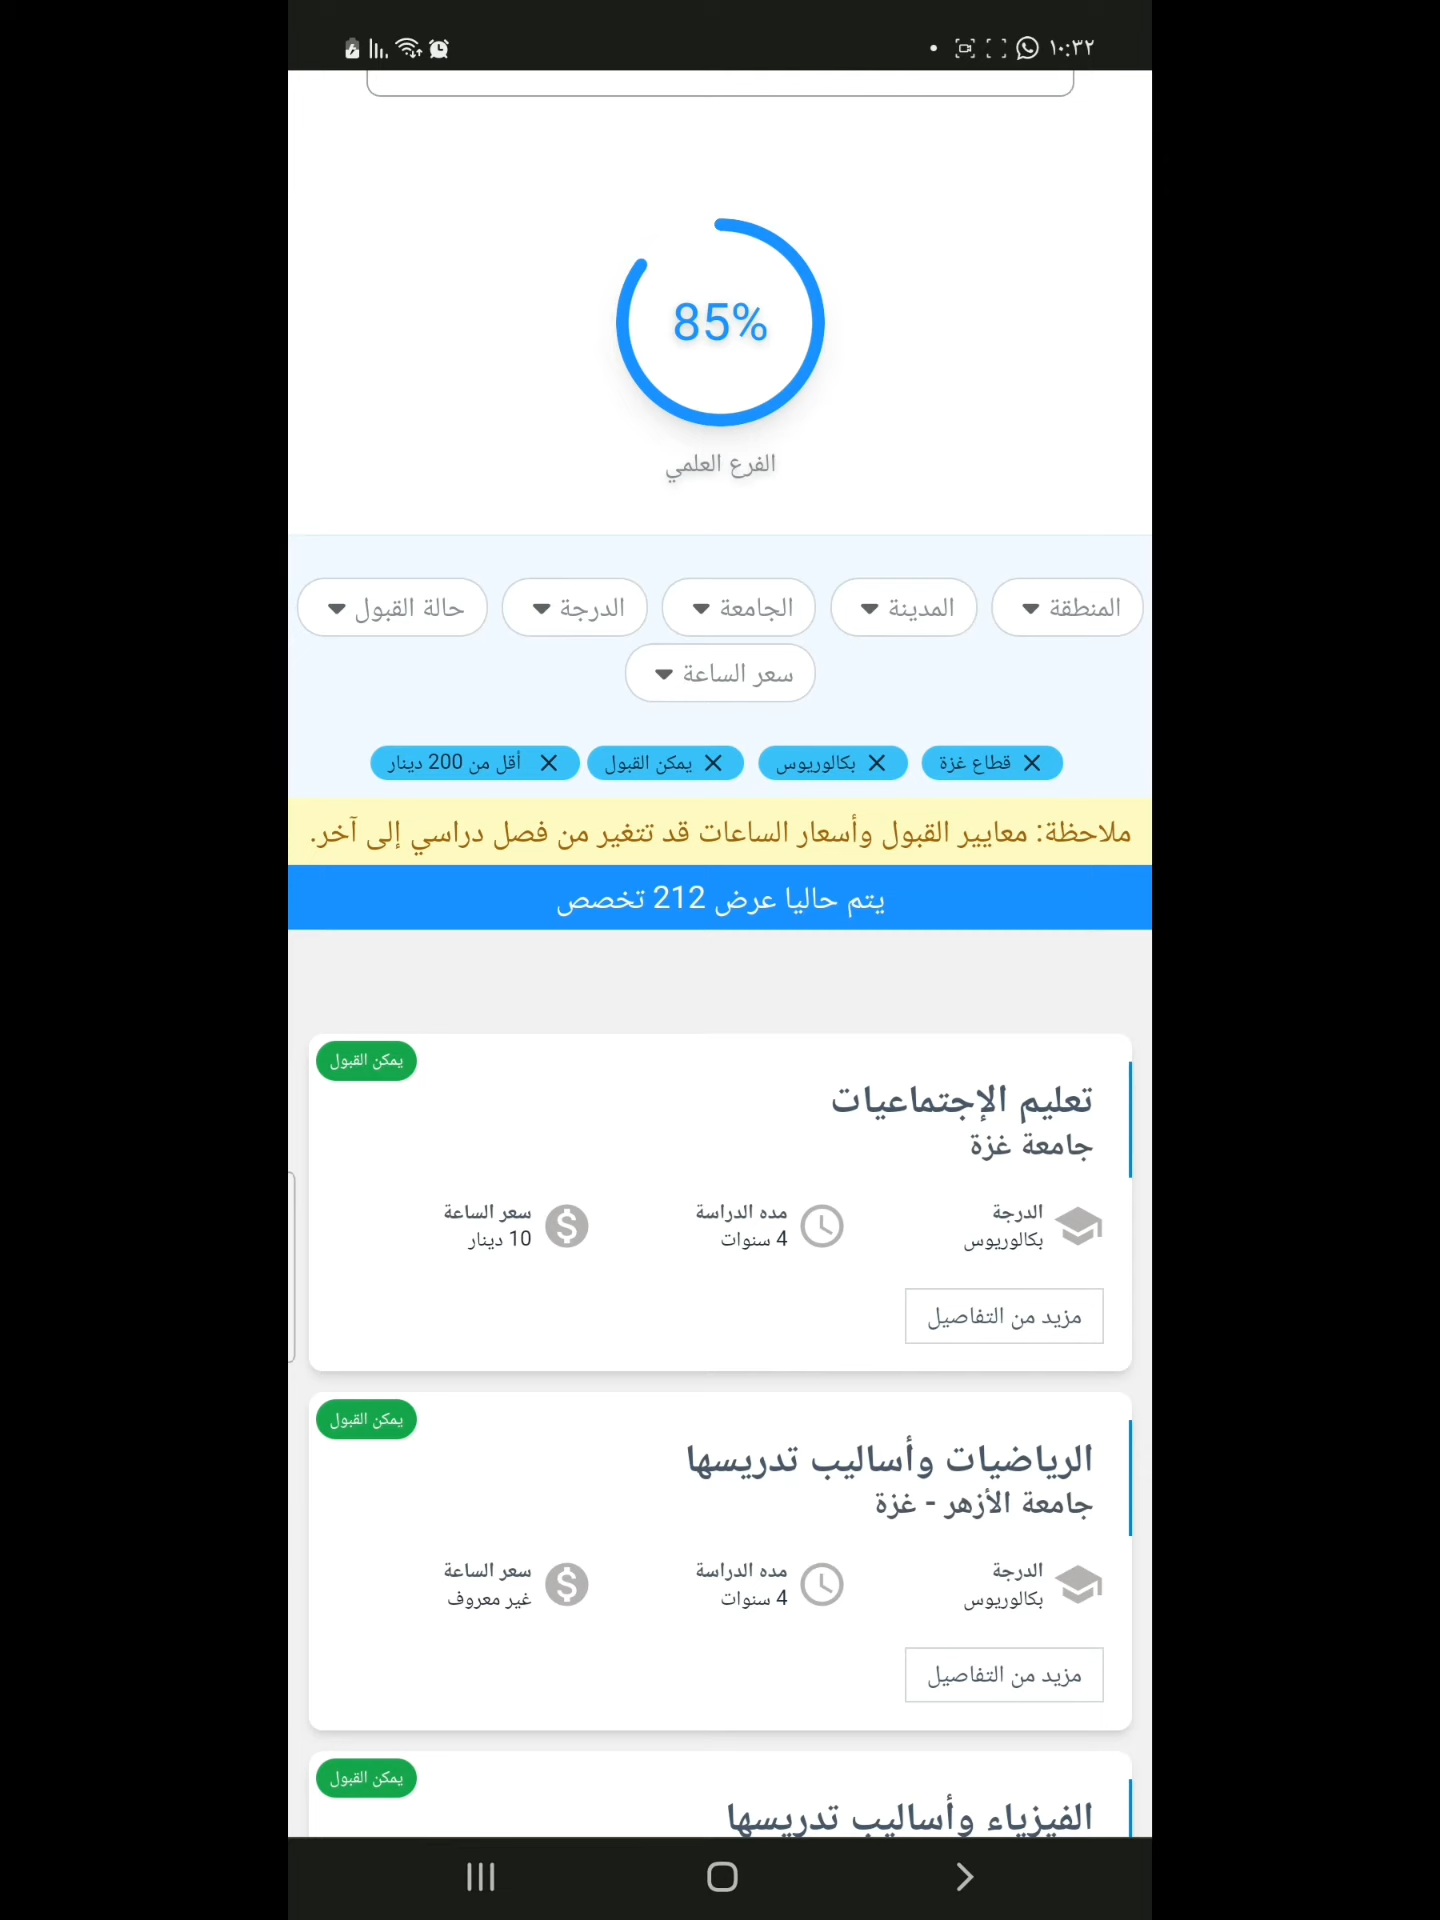 ١٠:٣٢
85%
الفرع العلمي
المنطقة المدينة الجامعة الدرجة حالة القبول
سعر الساعة
قطاع غزة بكالوريوس يمكن القبول أقل من 200 دينار
ملاحظة: معايير القبول وأسعار الساعات قد تتغير من فصل دراسي إلى آخر.
يتم حاليا عرض 212 تخصص
يمكن القبول
تعليم الإجتماعيات
جامعة غزة
الدرجة مده الدراسة سعر الساعة
بكالوريوس 4 سنوات 10 دينار
مزيد من التفاصيل
يمكن القبول
الرياضيات وأساليب تدريسها
جامعة الأزهر - غزة
الدرجة مده الدراسة سعر الساعة
بكالوريوس 4 سنوات غير معروف
مزيد من التفاصيل
يمكن القبول
الفيزياء وأساليب تدريسها